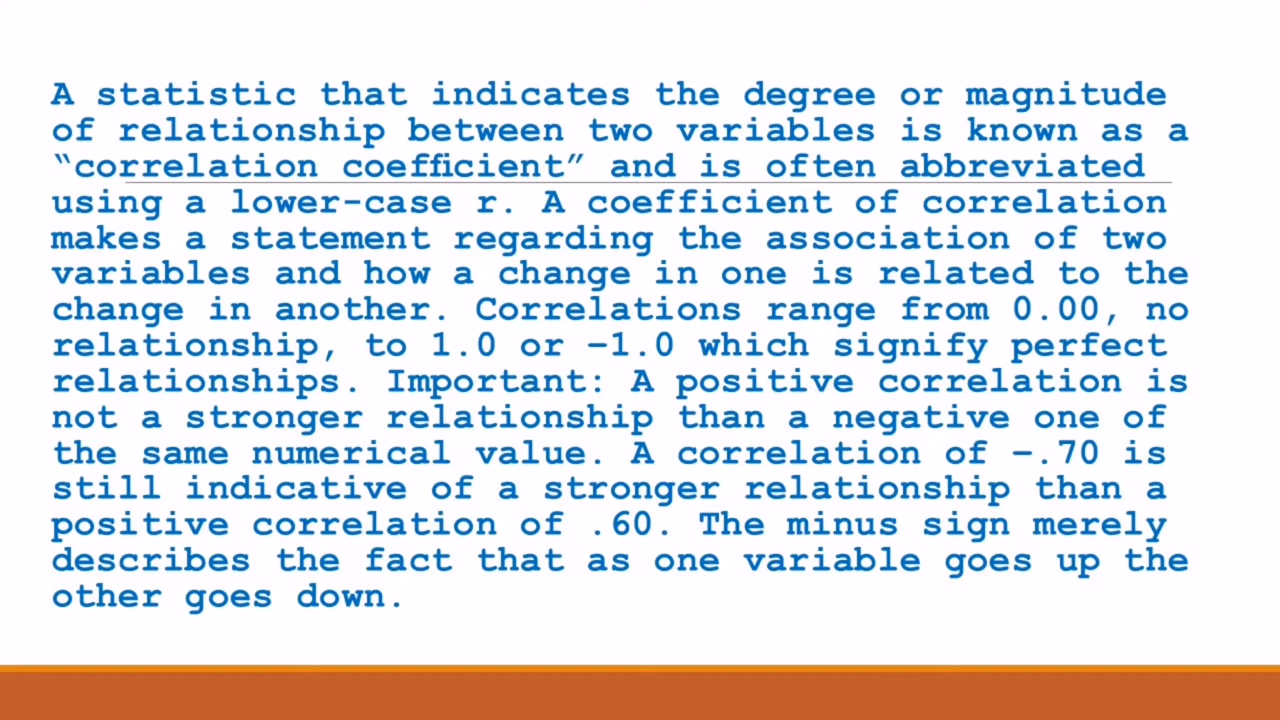 A statistic that indicates the degree or magnitude
of relationship between two variables is known as a
“correlation coefficient” and is often abbreviated
using a lower-case r. A coefficient of correlation
makes a statement regarding the association of two
variables and how a change in one is related to the
change in another. Correlations range from 0.00, no
relationship, to 1.0 or −1.0 which signify perfect
relationships. Important: A positive correlation is
not a stronger relationship than a negative one of
the same numerical value. A correlation of −.70 is
still indicative of a stronger relationship than a
positive correlation of .60. The minus sign merely
describes the fact that as one variable goes up the
other goes down.